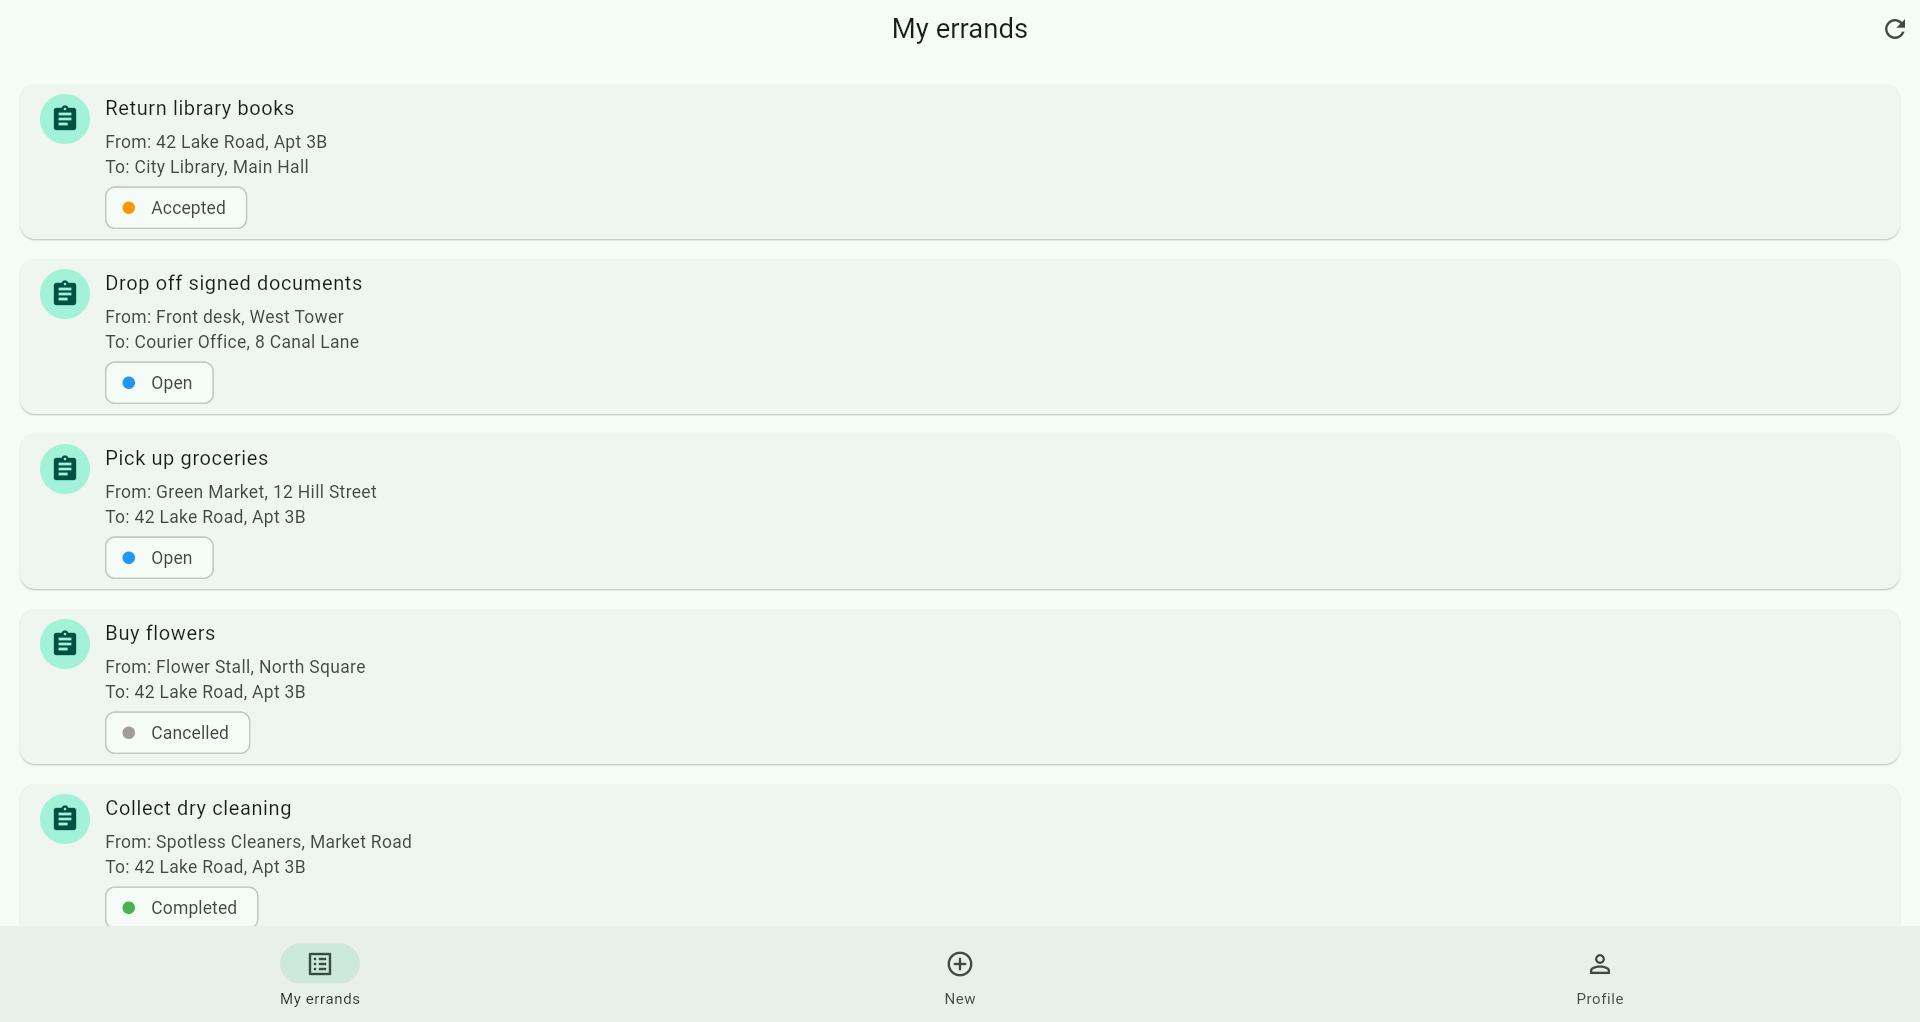 My errands
Return library books
From: 42 Lake Road, Apt 3B
To: City Library, Main Hall
Accepted
Drop off signed documents
From: Front desk, West Tower
To: Courier Office, 8 Canal Lane
Open
Pick up groceries
From: Green Market, 12 Hill Street
To: 42 Lake Road, Apt 3B
Open
Buy flowers
From: Flower Stall, North Square
To: 42 Lake Road, Apt 3B
Cancelled
Collect dry cleaning
From: Spotless Cleaners, Market Road
To: 42 Lake Road, Apt 3B
Completed
My errands
New
Profile